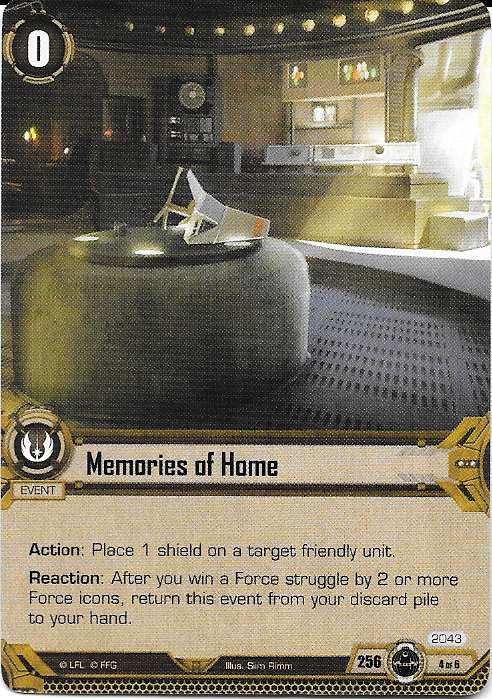 0
Memories of Home
EVENT
Action: Place 1 shield on a target friendly unit.
Reaction: After you win a Force struggle by 2 or more
Force icons, return this event from your discard pile
to your hand.
2043
© LFL © FFG
Illus. Sam Rimm
256
4 of 6